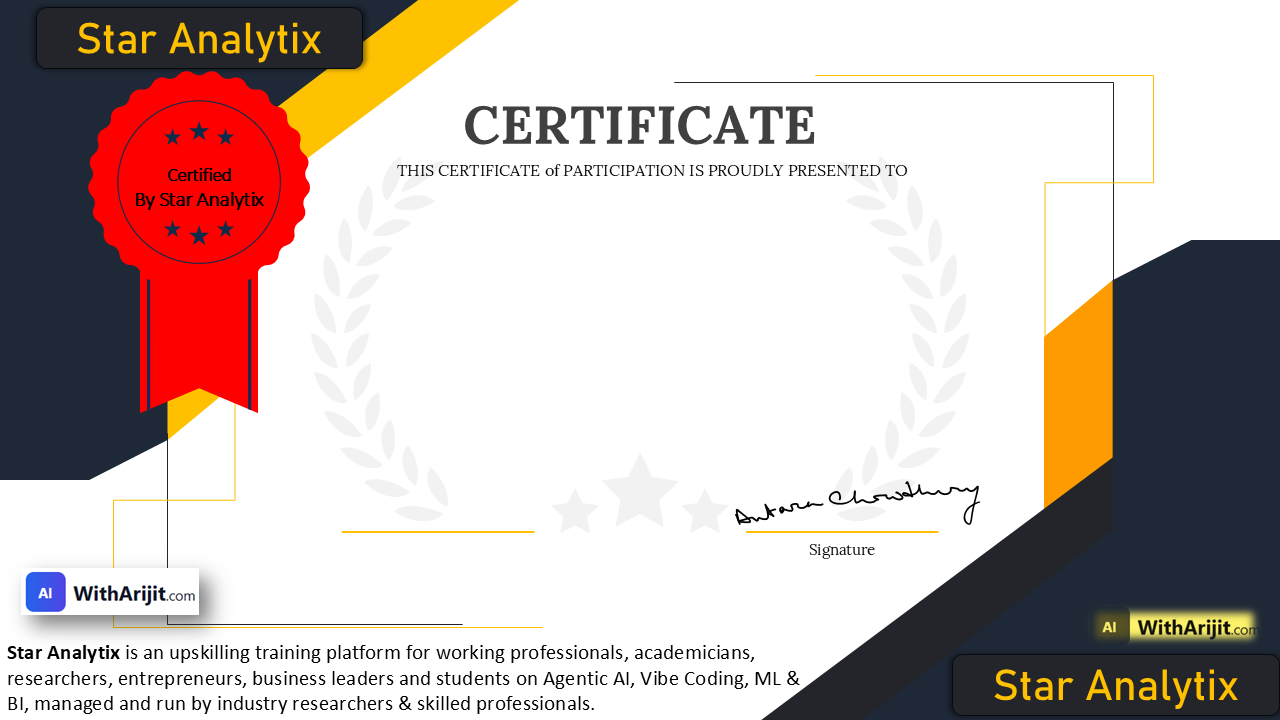 Star Analytix
CERTIFICATE
THIS CERTIFICATE of PARTICIPATION IS PROUDLY PRESENTED TO
Certified
By Star Analytix
Antara Chowdhury
Signature
AI WithArijit.com
Star Analytix is an upskilling training platform for working professionals, academicians,
researchers, entrepreneurs, business leaders and students on Agentic AI, Vibe Coding, ML &
BI, managed and run by industry researchers & skilled professionals.
AI WithArijit.com
Star Analytix